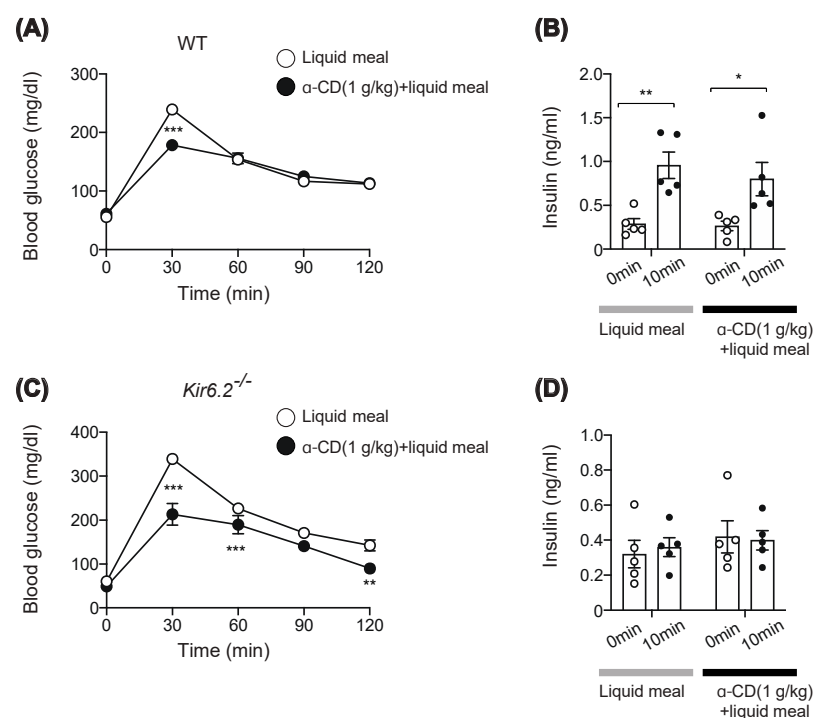 (A)
WT
Liquid meal
α-CD(1 g/kg)+liquid meal
Blood glucose (mg/dl)
300
200
100
0
***
0 30 60 90 120
Time (min)
(B)
Insulin (ng/ml)
2.0
1.5
1.0
0.5
0
**
*
0min 10min 0min 10min
Liquid meal
α-CD(1 g/kg)
+liquid meal
(C)
Kir6.2-/-
Liquid meal
α-CD(1 g/kg)+liquid meal
Blood glucose (mg/dl)
400
300
200
100
0
***
***
**
0 30 60 90 120
Time (min)
(D)
Insulin (ng/ml)
1.0
0.8
0.6
0.4
0.2
0
0min 10min 0min 10min
Liquid meal
α-CD(1 g/kg)
+liquid meal